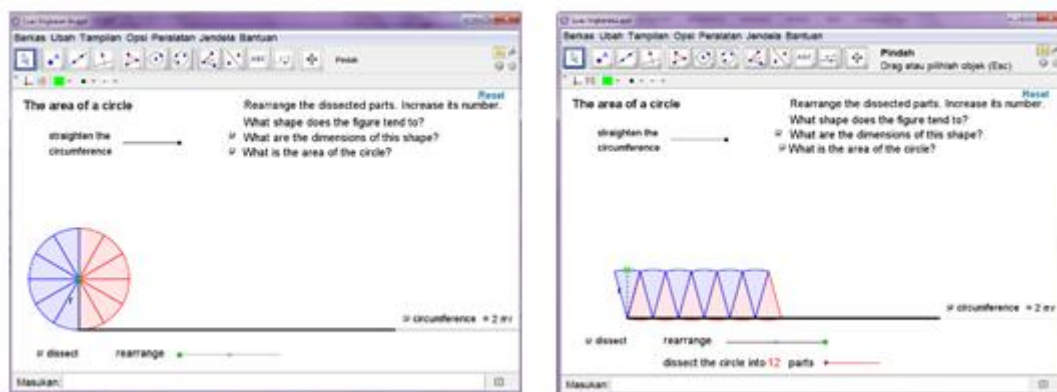 Berkas Ubah Tampilan Opsi Peralatan Jendela Bantuan
ABC
Pindah
Reset
The area of a circle
Rearrange the dissected parts. Increase its number.
What shape does the figure tend to?
straighten the
circumference
What are the dimensions of this shape?
What is the area of the circle?
r
circumference = 2 πr
dissect
rearrange
Masukan:
Berkas Ubah Tampilan Opsi Peralatan Jendela Bantuan
ABC
Pindah
Drag atau pilihlah objek (Esc)
Reset
The area of a circle
Rearrange the dissected parts. Increase its number.
What shape does the figure tend to?
straighten the
circumference
What are the dimensions of this shape?
What is the area of the circle?
circumference = 2 πr
dissect
rearrange
dissect the circle into 12 parts
Masukan: